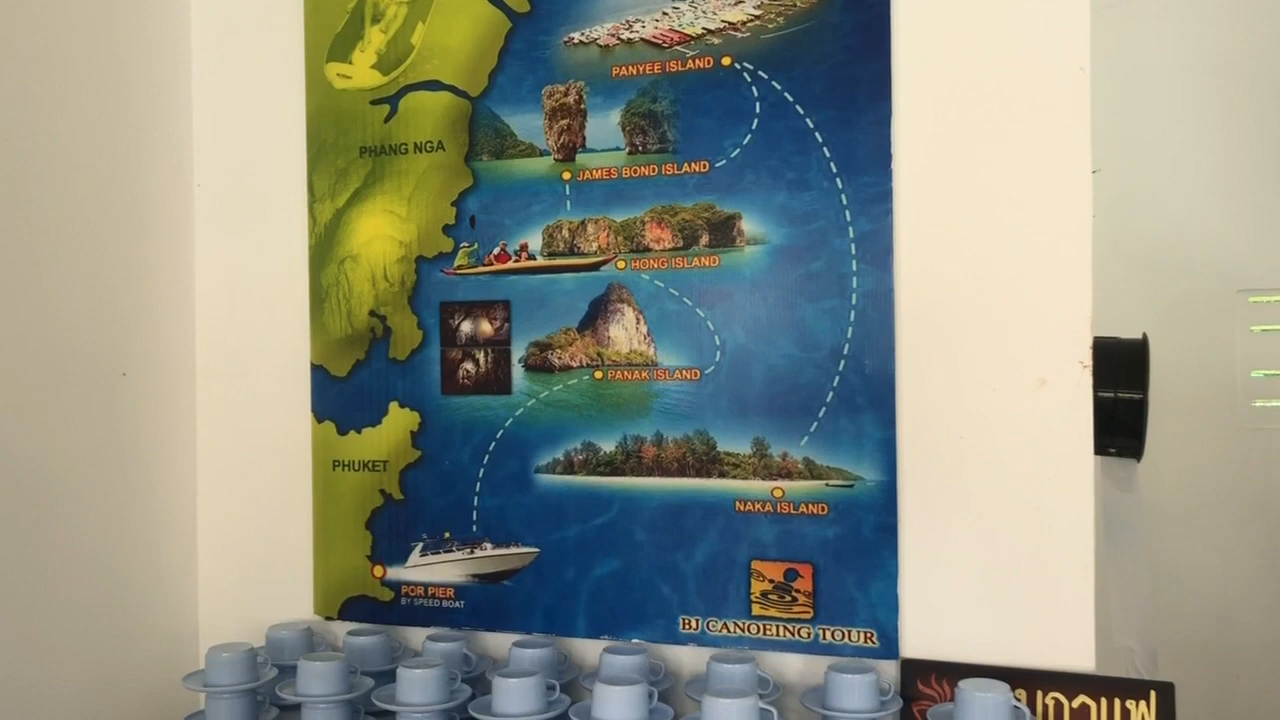 PANYEE ISLAND
PHANG NGA
JAMES BOND ISLAND
HONG ISLAND
PANAK ISLAND
PHUKET
NAKA ISLAND
POR PIER
BY SPEED BOAT
BJ CANOEING TOUR